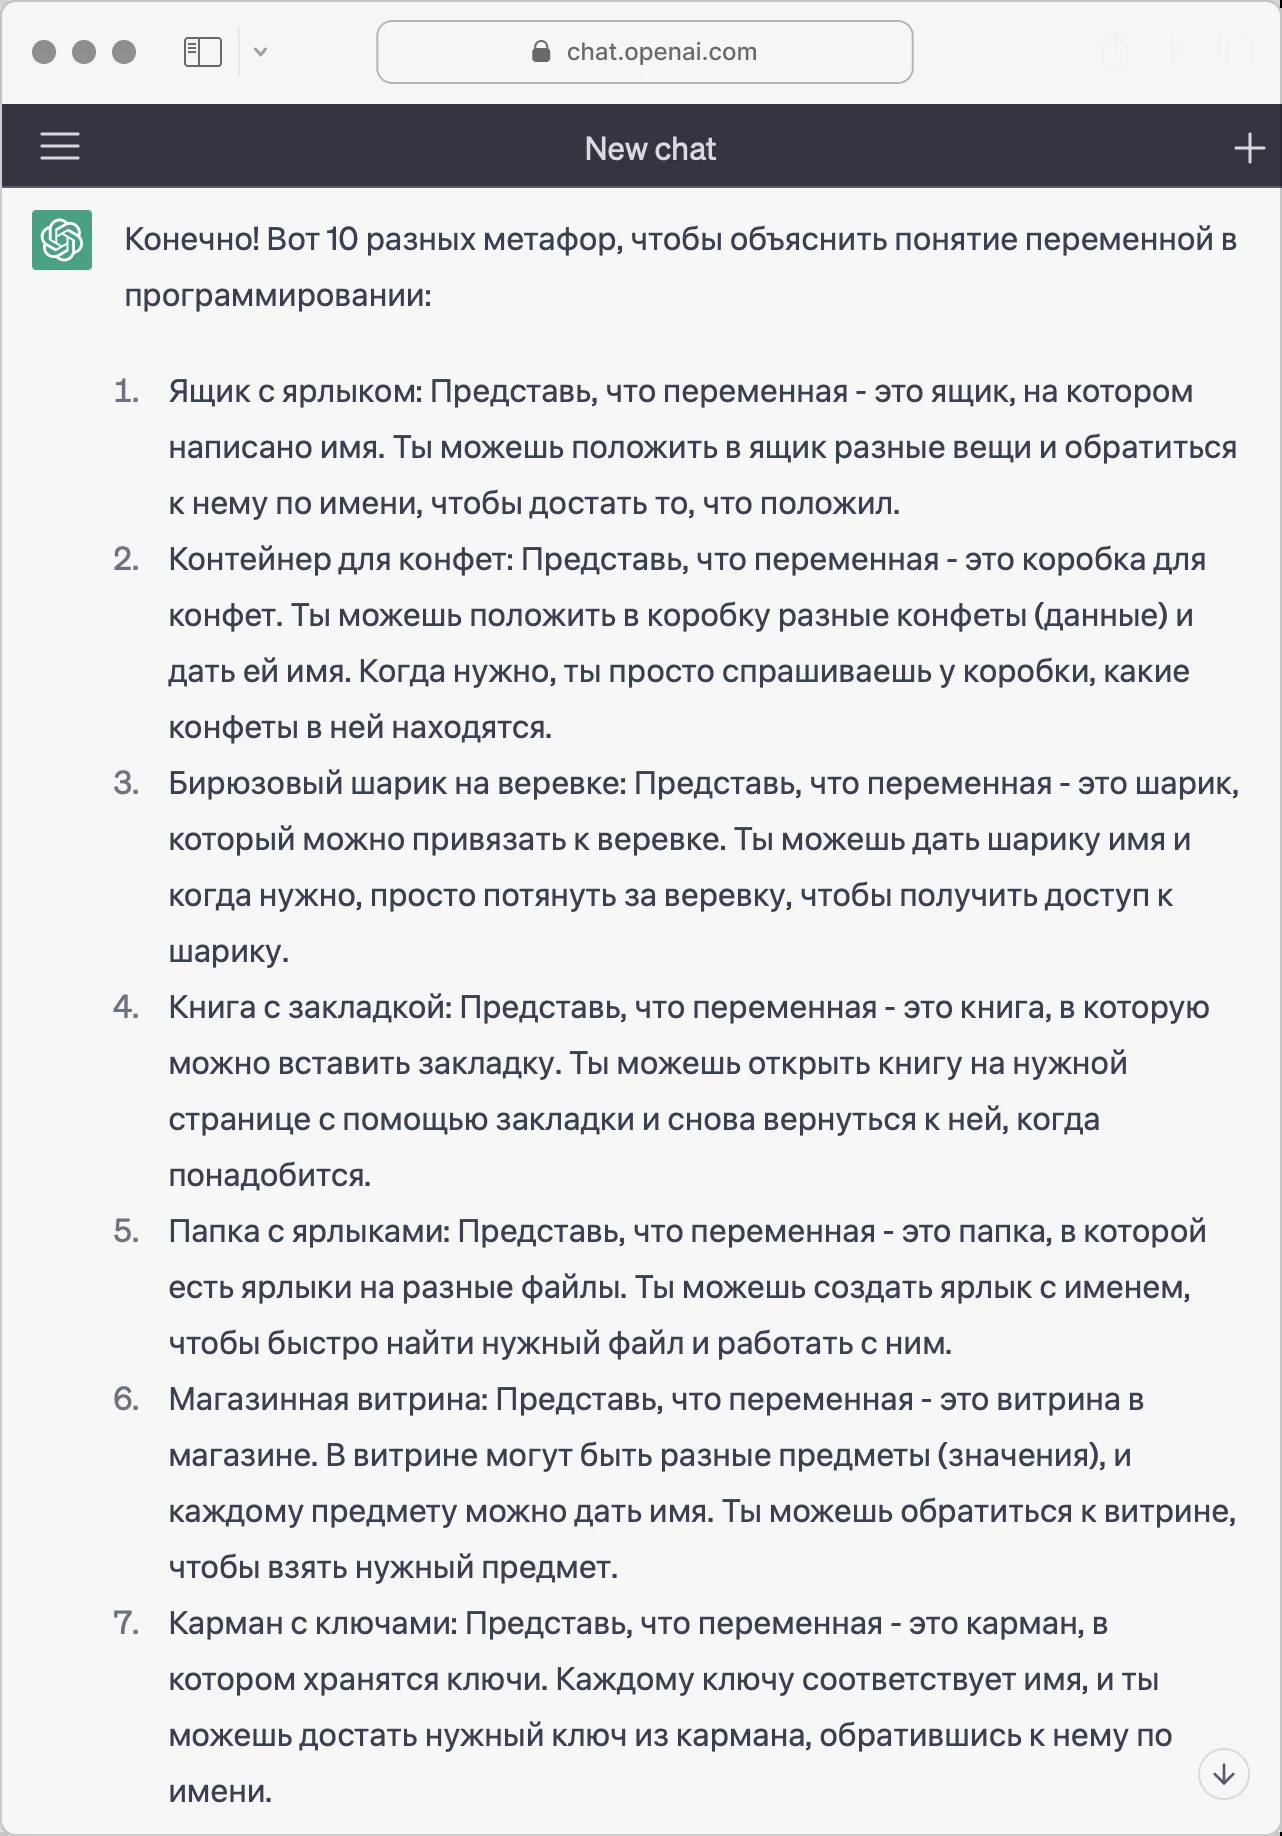 chat.openai.com
New chat
Конечно! Вот 10 разных метафор, чтобы объяснить понятие переменной в
программировании:
1. Ящик с ярлыком: Представь, что переменная - это ящик, на котором
написано имя. Ты можешь положить в ящик разные вещи и обратиться
к нему по имени, чтобы достать то, что положил.
2. Контейнер для конфет: Представь, что переменная - это коробка для
конфет. Ты можешь положить в коробку разные конфеты (данные) и
дать ей имя. Когда нужно, ты просто спрашиваешь у коробки, какие
конфеты в ней находятся.
3. Бирюзовый шарик на веревке: Представь, что переменная - это шарик,
который можно привязать к веревке. Ты можешь дать шарику имя и
когда нужно, просто потянуть за веревку, чтобы получить доступ к
шарику.
4. Книга с закладкой: Представь, что переменная - это книга, в которую
можно вставить закладку. Ты можешь открыть книгу на нужной
странице с помощью закладки и снова вернуться к ней, когда
понадобится.
5. Папка с ярлыками: Представь, что переменная - это папка, в которой
есть ярлыки на разные файлы. Ты можешь создать ярлык с именем,
чтобы быстро найти нужный файл и работать с ним.
6. Магазинная витрина: Представь, что переменная - это витрина в
магазине. В витрине могут быть разные предметы (значения), и
каждому предмету можно дать имя. Ты можешь обратиться к витрине,
чтобы взять нужный предмет.
7. Карман с ключами: Представь, что переменная - это карман, в
котором хранятся ключи. Каждому ключу соответствует имя, и ты
можешь достать нужный ключ из кармана, обратившись к нему по
имени.